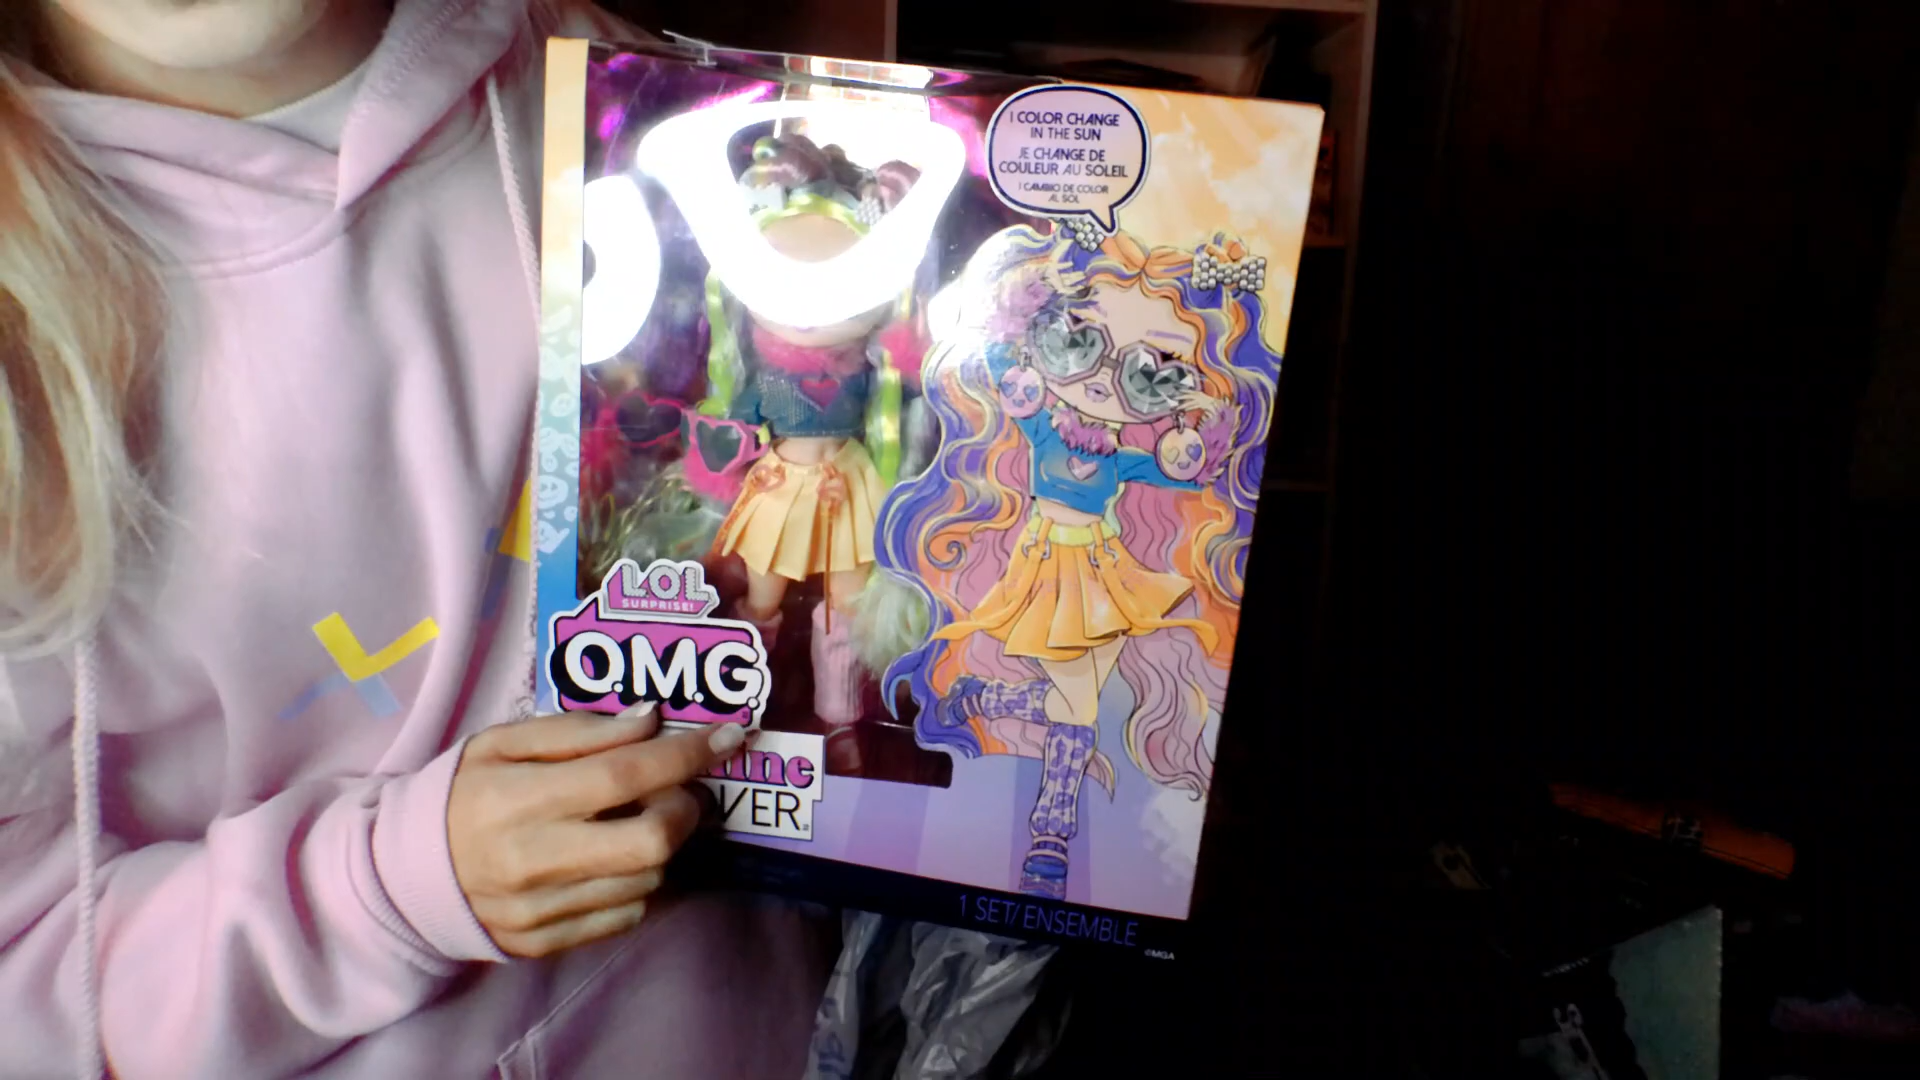 I COLOR CHANGE
IN THE SUN
JE CHANGE DE
COULEUR AU SOLEIL
¡ CAMBIO DE COLOR
AL SOL
L.O.L
SURPRISE!
O.M.G.
1 SET/ ENSEMBLE
©MGA